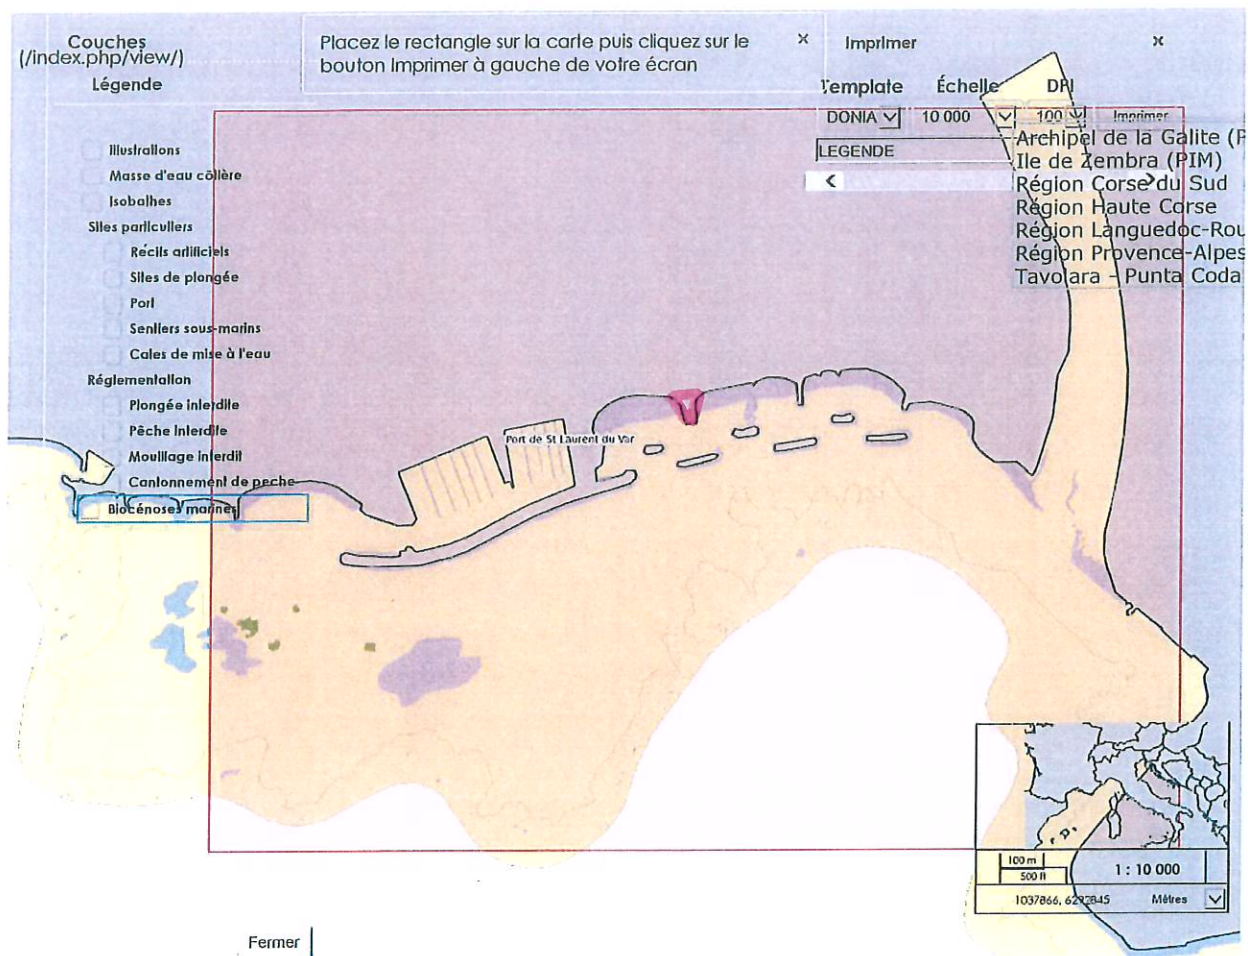 Couches
(/index.php/view/)
Légende
Placez le rectangle sur la carte puis cliquez sur le
bouton Imprimer à gauche de votre écran
×
Imprimer
×
Template Échelle DPI
DONIA 10 000 100 Imprimer
LEGENDE
Archipel de la Galite (P
Ile de Zembra (PIM)
Région Corse du Sud
Région Haute Corse
Région Languedoc-Rou
Région Provence-Alpes
Tavolara - Punta Coda
Illustrations
Masse d'eau côtière
Isobathes
Sites particuliers
Récifs artificiels
Sites de plongée
Port
Sentiers sous-marins
Cales de mise à l'eau
Réglementation
Plongée interdite
Pêche interdite
Mouillage interdit
Cantonnement de peche
Biocénoses marines
Port de St Laurent du Var
100 m
500 ft
1 : 10 000
1037866, 6292845 Mètres
Fermer